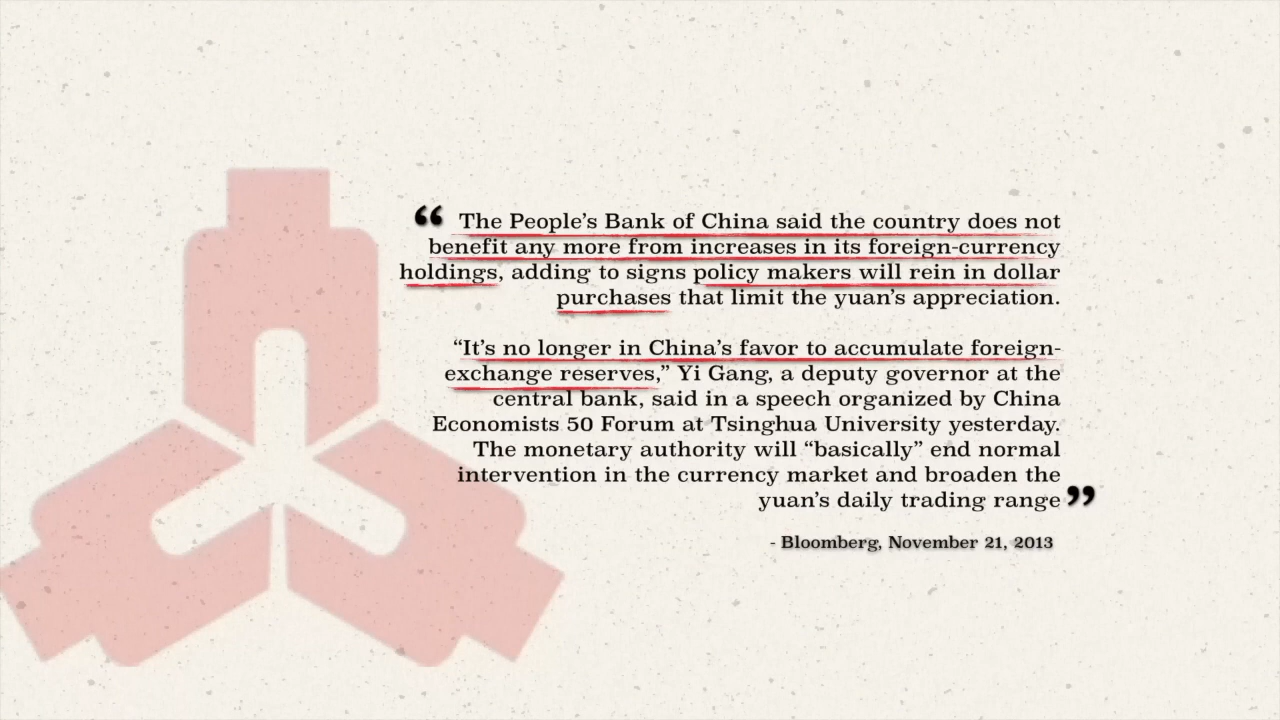 “ The People’s Bank of China said the country does not
benefit any more from increases in its foreign-currency
holdings, adding to signs policy makers will rein in dollar
purchases that limit the yuan’s appreciation.
“It’s no longer in China’s favor to accumulate foreign-
exchange reserves,” Yi Gang, a deputy governor at the
central bank, said in a speech organized by China
Economists 50 Forum at Tsinghua University yesterday.
The monetary authority will “basically” end normal
intervention in the currency market and broaden the
yuan’s daily trading range ”
- Bloomberg, November 21, 2013